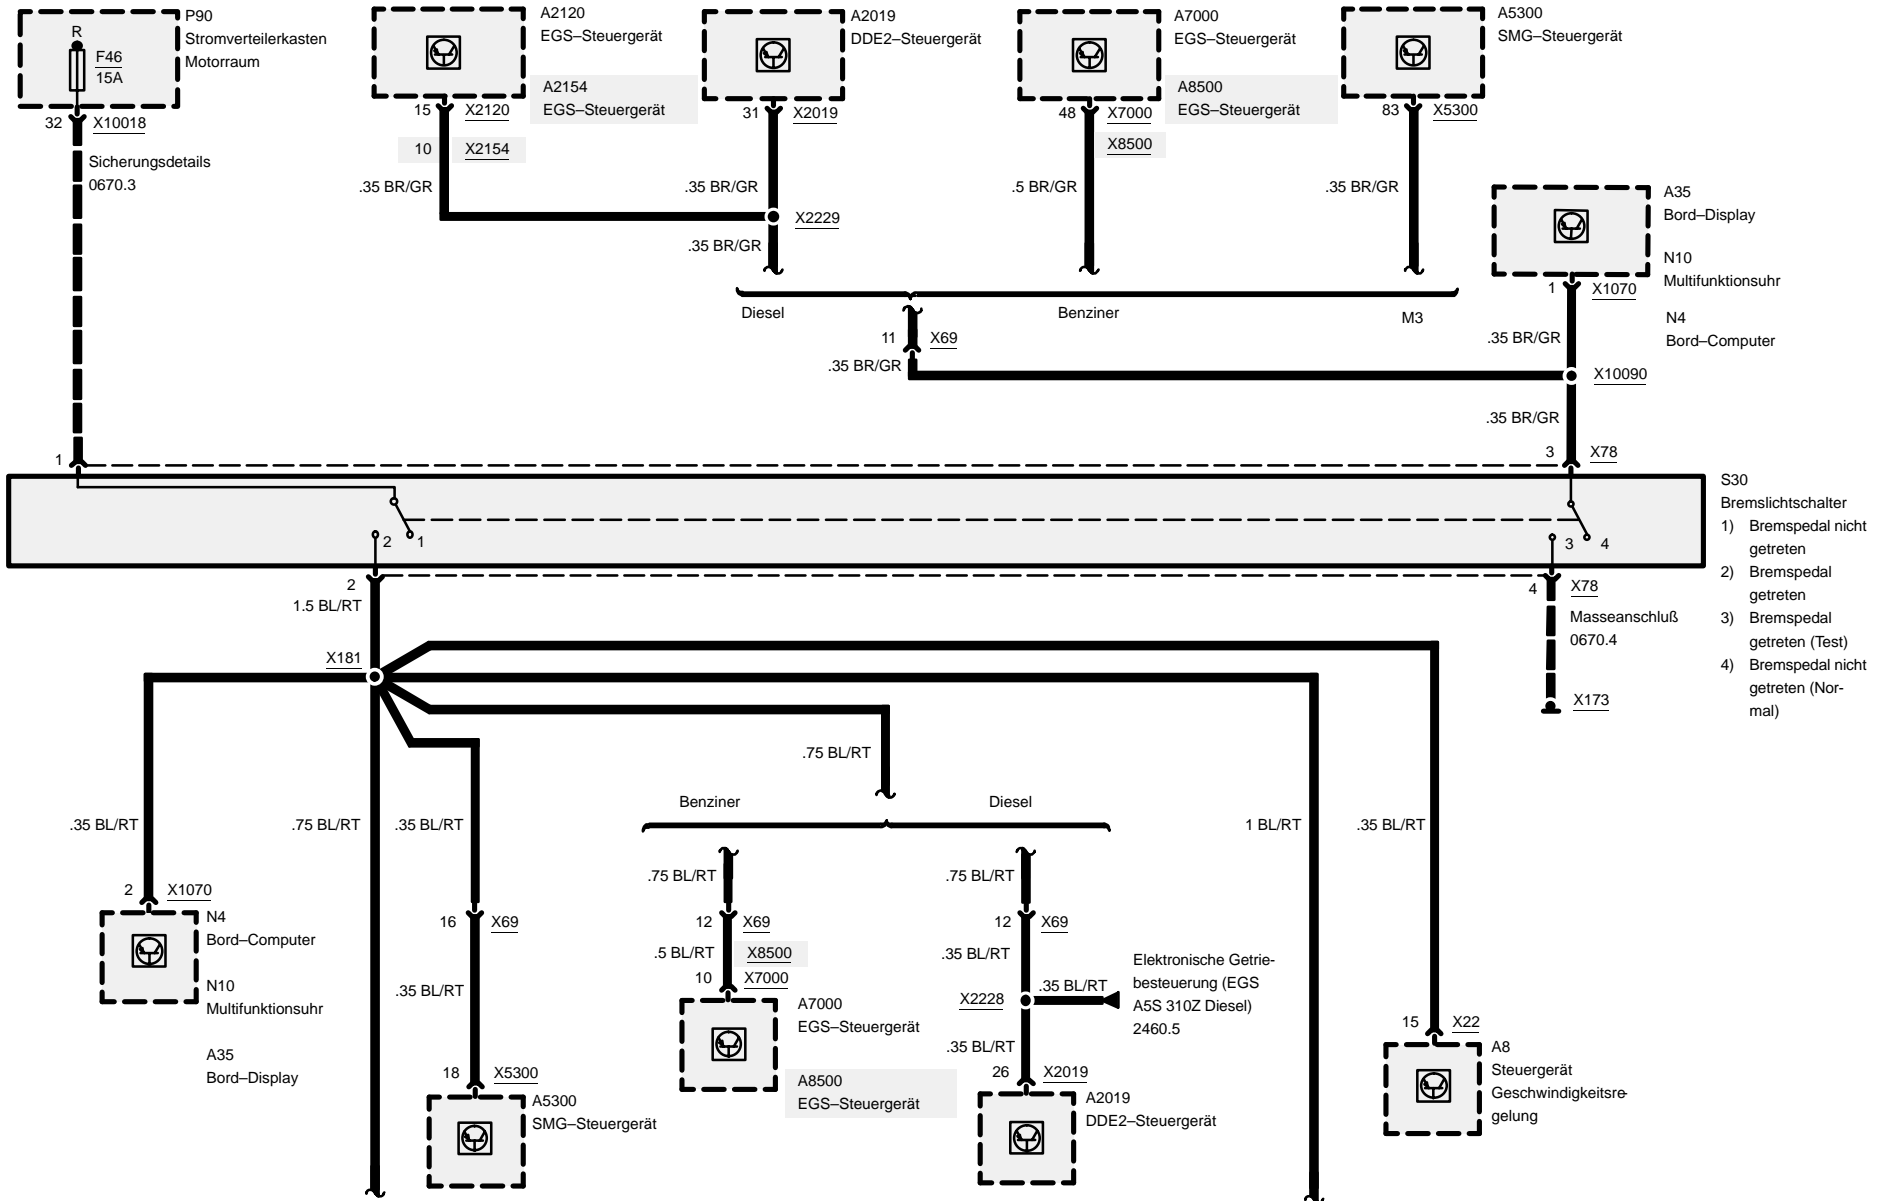 P90
Stromverteilerkasten
Motorraum
R
F46
15A
32 X10018
Sicherungsdetails
0670.3
A2120
EGS–Steuergerät
A2154
EGS–Steuergerät
15 X2120
10 X2154
.35 BR/GR
A2019
DDE2–Steuergerät
31 X2019
.35 BR/GR
X2229
.35 BR/GR
A7000
EGS–Steuergerät
A8500
EGS–Steuergerät
48 X7000
X8500
.5 BR/GR
A5300
SMG–Steuergerät
83 X5300
.35 BR/GR
Diesel
Benziner
M3
11 X69
.35 BR/GR
A35
Bord–Display
N10
Multifunktionsuhr
N4
Bord–Computer
1 X1070
.35 BR/GR
X10090
.35 BR/GR
1
3 X78
2 1
3 4
S30
Bremslichtschalter
1) Bremspedal nicht
getreten
2) Bremspedal
getreten
3) Bremspedal
getreten (Test)
4) Bremspedal nicht
getreten (Nor-
mal)
2
1.5 BL/RT
4 X78
Masseanschluß
0670.4
X173
X181
.75 BL/RT
Benziner
Diesel
.35 BL/RT
.75 BL/RT
.35 BL/RT
1 BL/RT
.35 BL/RT
2 X1070
N4
Bord–Computer
N10
Multifunktionsuhr
A35
Bord–Display
16 X69
.35 BL/RT
18 X5300
A5300
SMG–Steuergerät
.75 BL/RT
12 X69
.5 BL/RT
X8500
10 X7000
A7000
EGS–Steuergerät
A8500
EGS–Steuergerät
.75 BL/RT
12 X69
.35 BL/RT
X2228
.35 BL/RT
Elektronische Getrie-
besteuerung (EGS
A5S 310Z Diesel)
2460.5
.35 BL/RT
26 X2019
A2019
DDE2–Steuergerät
15 X22
A8
Steuergerät
Geschwindigkeitsre-
gelung